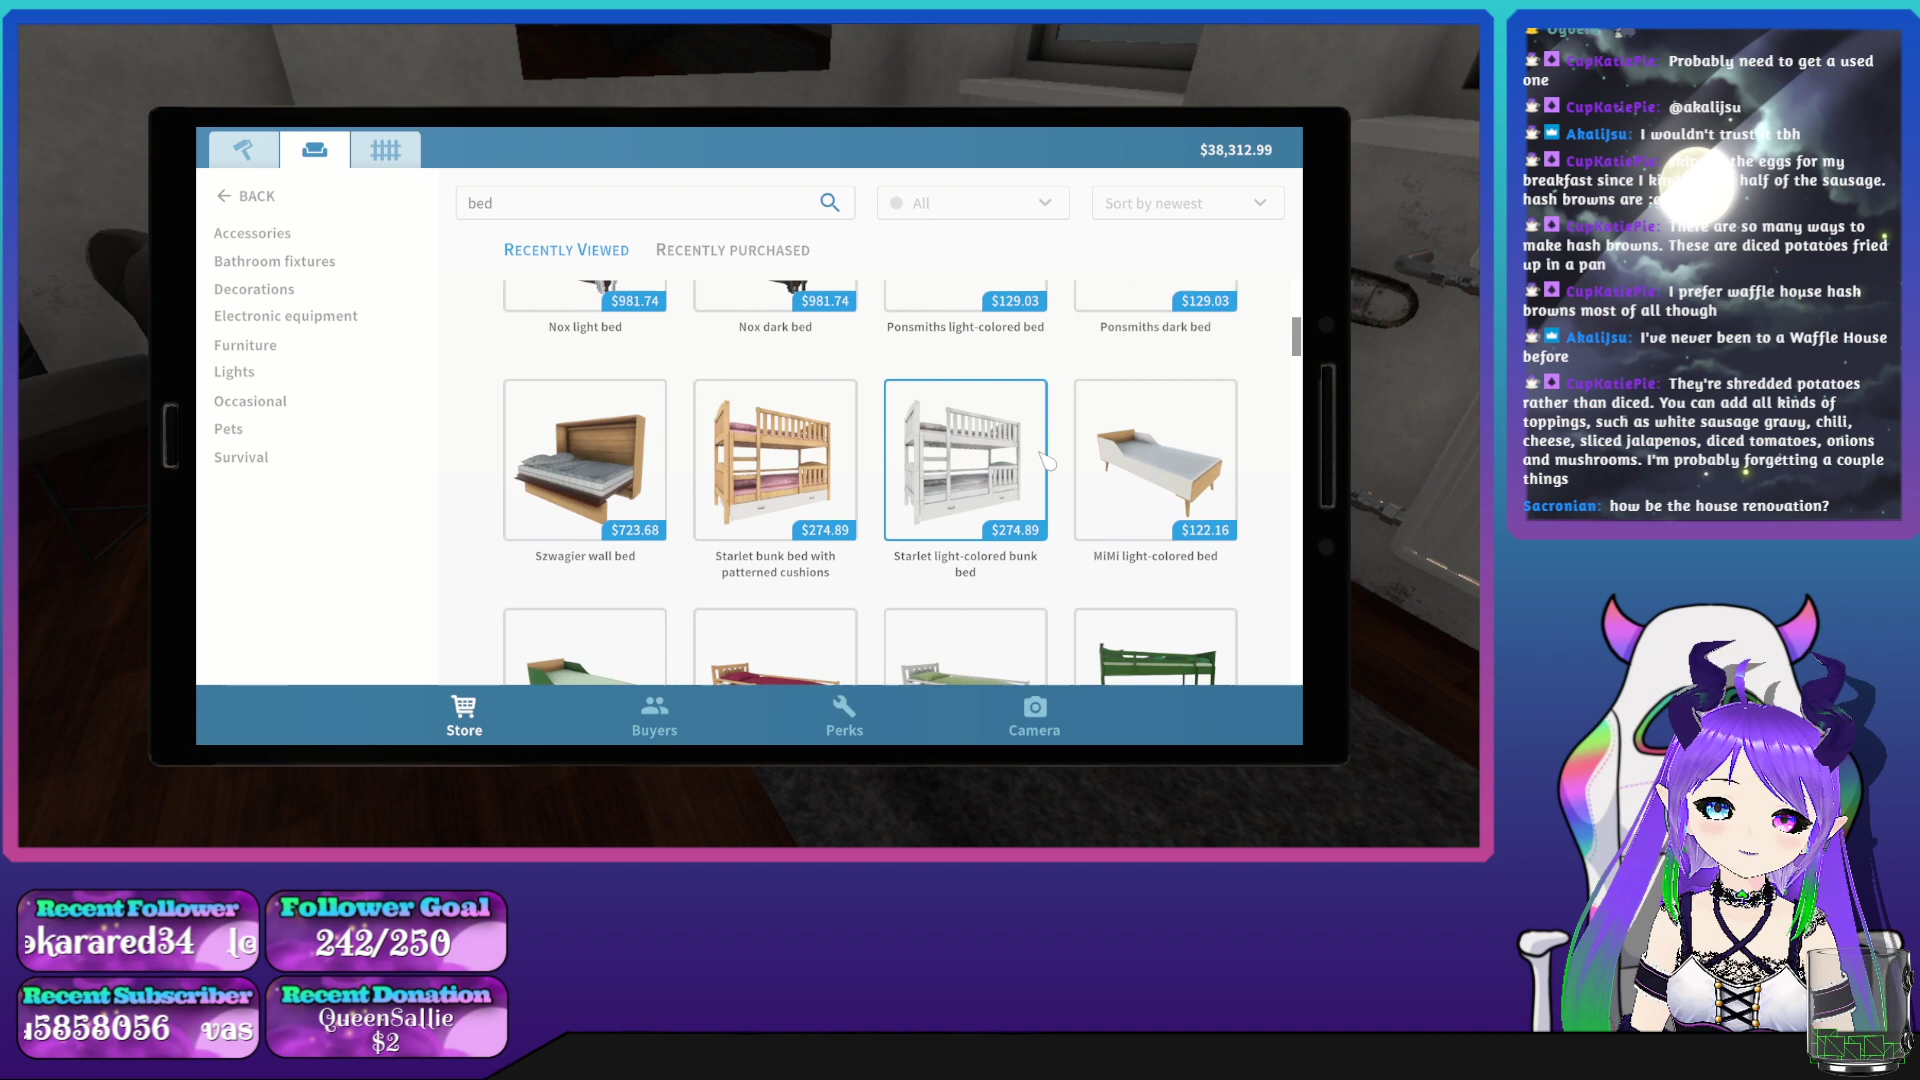 $38,312.99
BACK
bed
All
Sort by newest
Accessories
Bathroom fixtures
Decorations
Electronic equipment
Furniture
Lights
Occasional
Pets
Survival
RECENTLY VIEWED
RECENTLY PURCHASED
$981.74
$981.74
$129.03
$129.03
Nox light bed
Nox dark bed
Ponsmiths light-colored bed
Ponsmiths dark bed
$723.68
$274.89
$274.89
$122.16
Szwagier wall bed
Starlet bunk bed with
patterned cushions
Starlet light-colored bunk
bed
MiMi light-colored bed
Store
Buyers
Perks
Camera
CupKatiePie: Probably need to get a used
one
CupKatiePie: @akalijsu
AkaliJsu: I wouldn't trust it tbh
CupKatiePie: the eggs for my
breakfast since I half of the sausage.
hash browns are
CupKatiePie: There are so many ways to
make hash browns. These are diced potatoes fried
up in a pan
CupKatiePie: I prefer waffle house hash
browns most of all though
AkaliJsu: I've never been to a Waffle House
before
CupKatiePie: They're shredded potatoes
rather than diced. You can add all kinds of
toppings, such as white sausage gravy, chili,
cheese, sliced jalapenos, diced tomatoes, onions
and mushrooms. I'm probably forgetting a couple
things
Sacronian: how be the house renovation?
Recent Follower
karared34
Follower Goal
242/250
Recent Subscriber
5858056 vas
Recent Donation
QueenSallie
$2